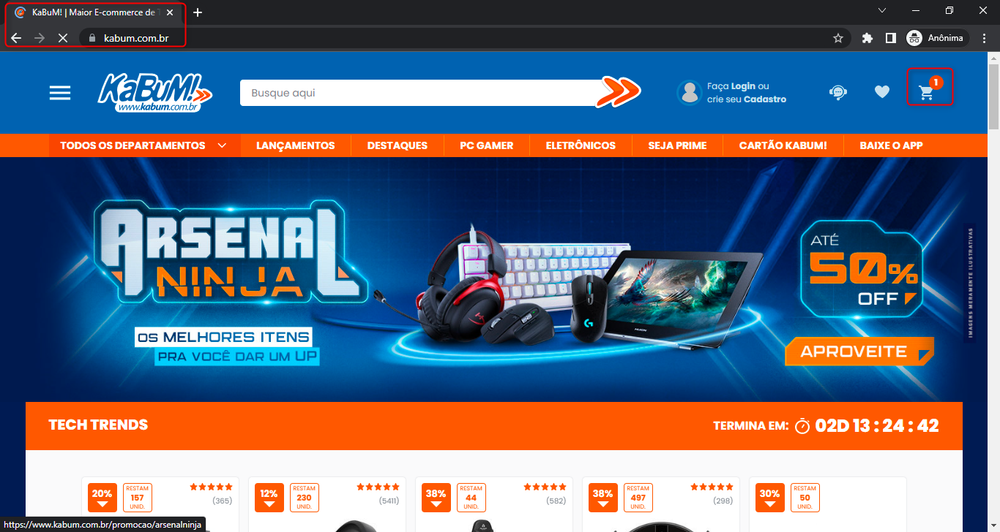 KaBuM! | Maior E-commerce de T
kabum.com.br
Anônima
KaBuM!
www.kabum.com.br
Busque aqui
Faça Login ou
crie seu Cadastro
1
TODOS OS DEPARTAMENTOS
LANÇAMENTOS
DESTAQUES
PC GAMER
ELETRÔNICOS
SEJA PRIME
CARTÃO KABUM!
BAIXE O APP
ARSENAL
NINJA
OS MELHORES ITENS
PRA VOCÊ DAR UM UP
HUION
G
ATÉ
50%
OFF
APROVEITE
IMAGENS MERAMENTE ILUSTRATIVAS
TECH TRENDS
TERMINA EM: 02D 13 : 24 : 42
20%
RESTAM
157
UNID.
(365)
12%
RESTAM
230
UNID.
(5411)
38%
RESTAM
44
UNID.
(582)
38%
RESTAM
497
UNID.
(298)
30%
RESTAM
50
UNID.
https://www.kabum.com.br/promocao/arsenalninja